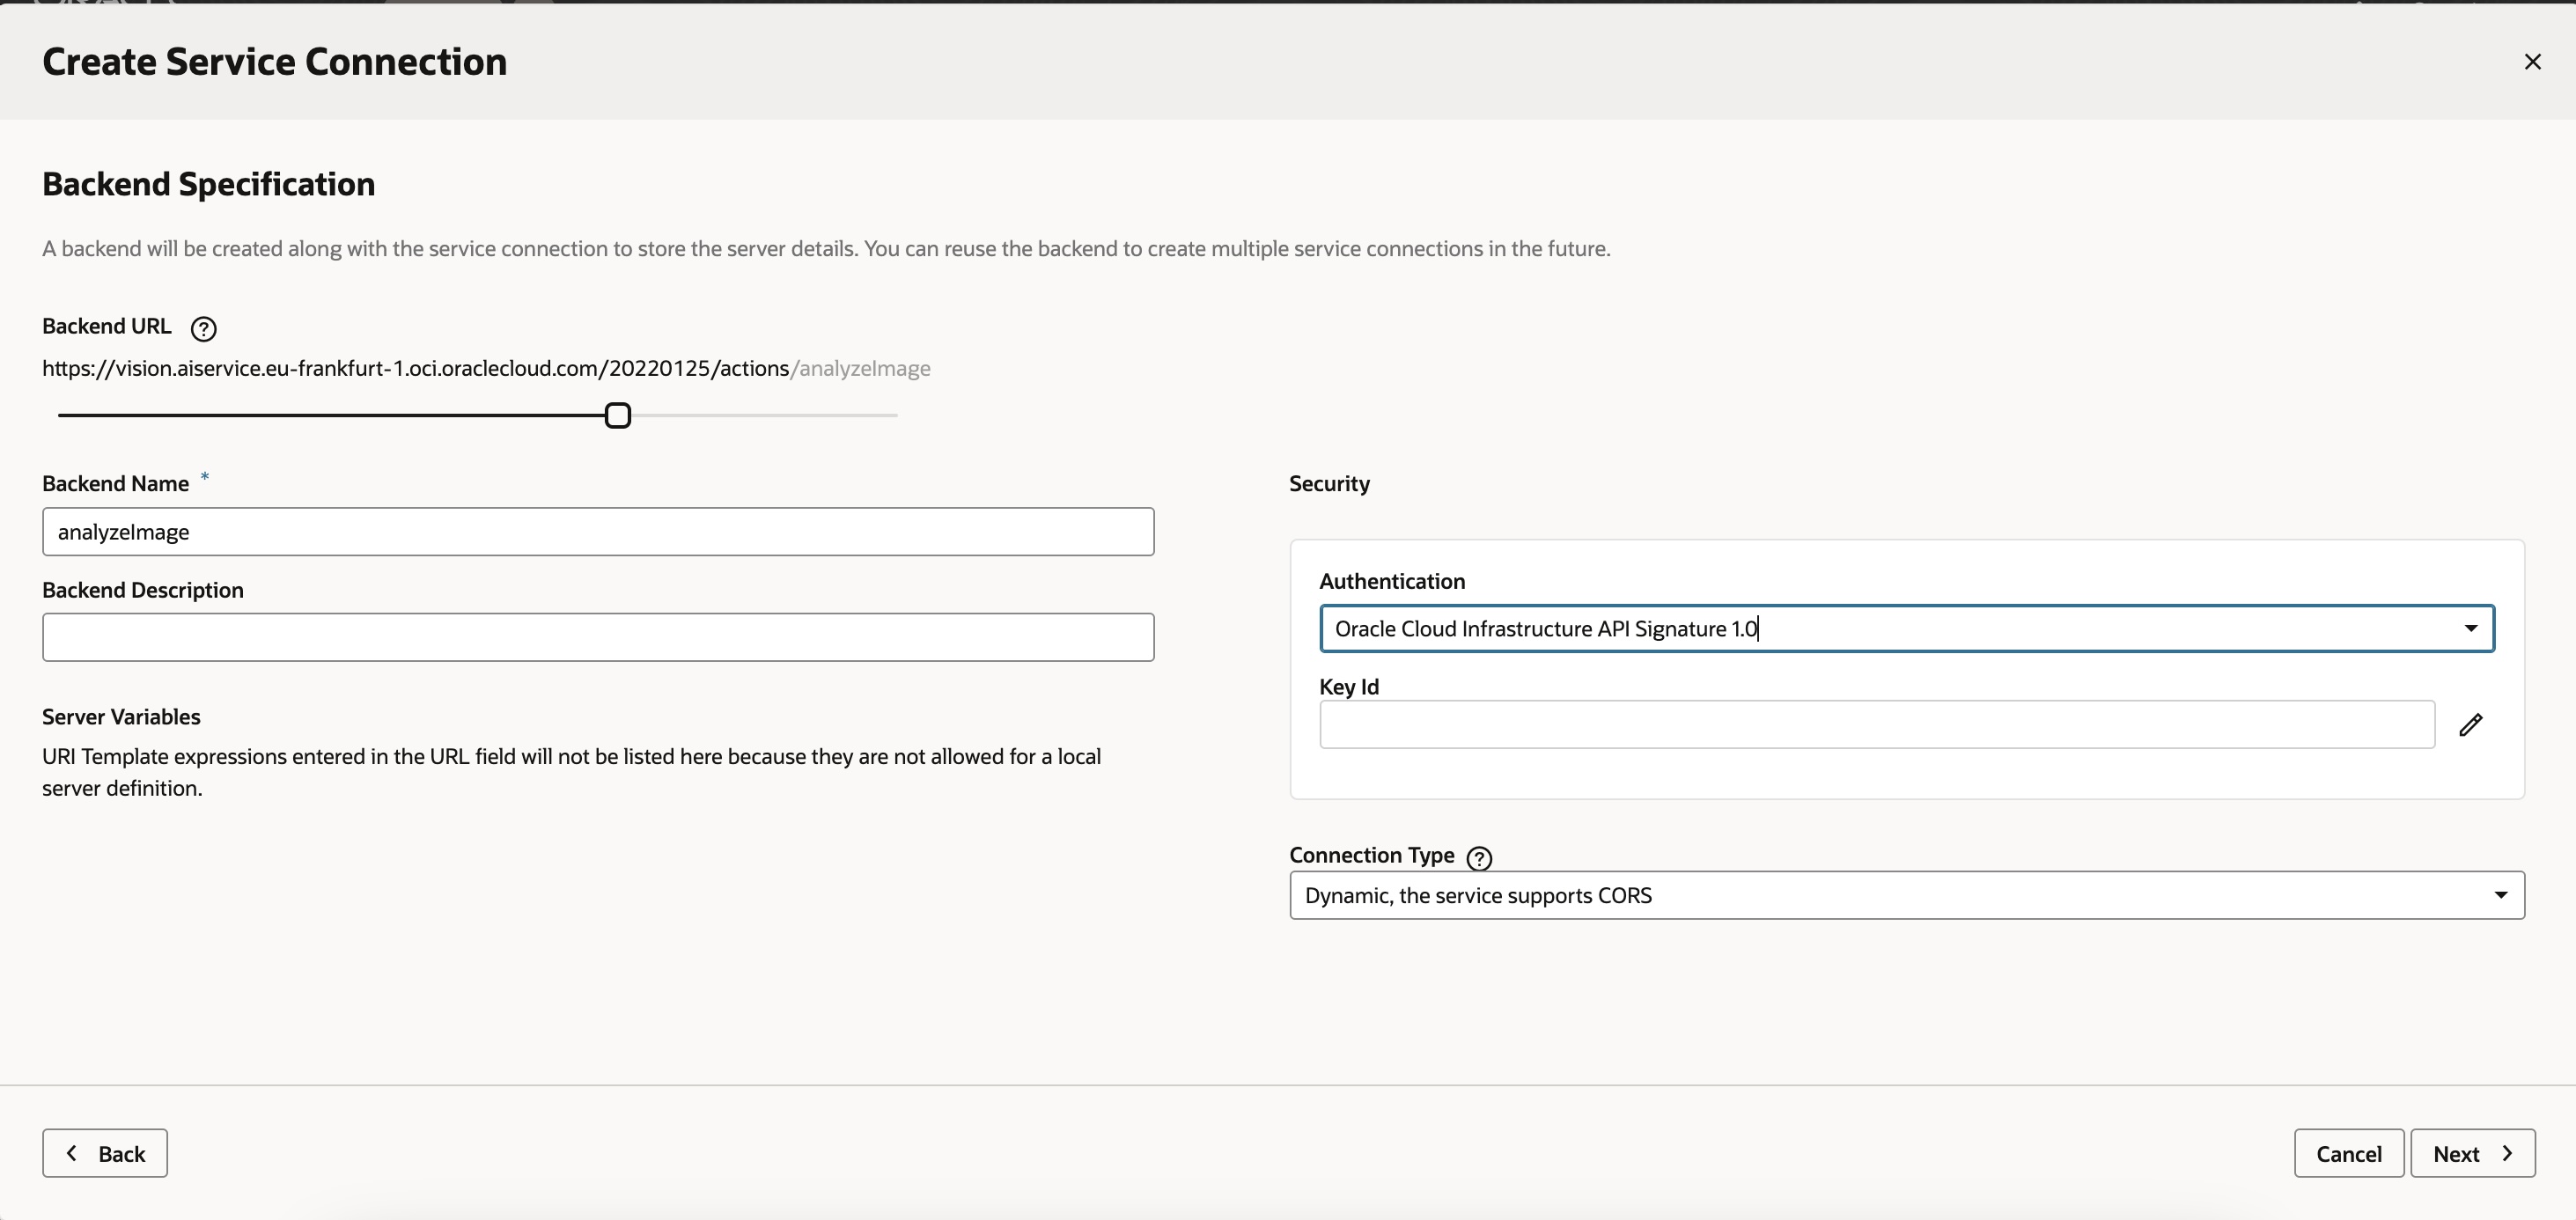 Create Service Connection
Backend Specification
A backend will be created along with the service connection to store the server details. You can reuse the backend to create multiple service connections in the future.
Backend URL
https://vision.aiservice.eu-frankfurt-1.oci.oraclecloud.com/20220125/actions/analyzeImage
Backend Name *
analyzeImage
Backend Description
Server Variables
URI Template expressions entered in the URL field will not be listed here because they are not allowed for a local
server definition.
Security
Authentication
Oracle Cloud Infrastructure API Signature 1.0
Key Id
Connection Type
Dynamic, the service supports CORS
Back
Cancel
Next